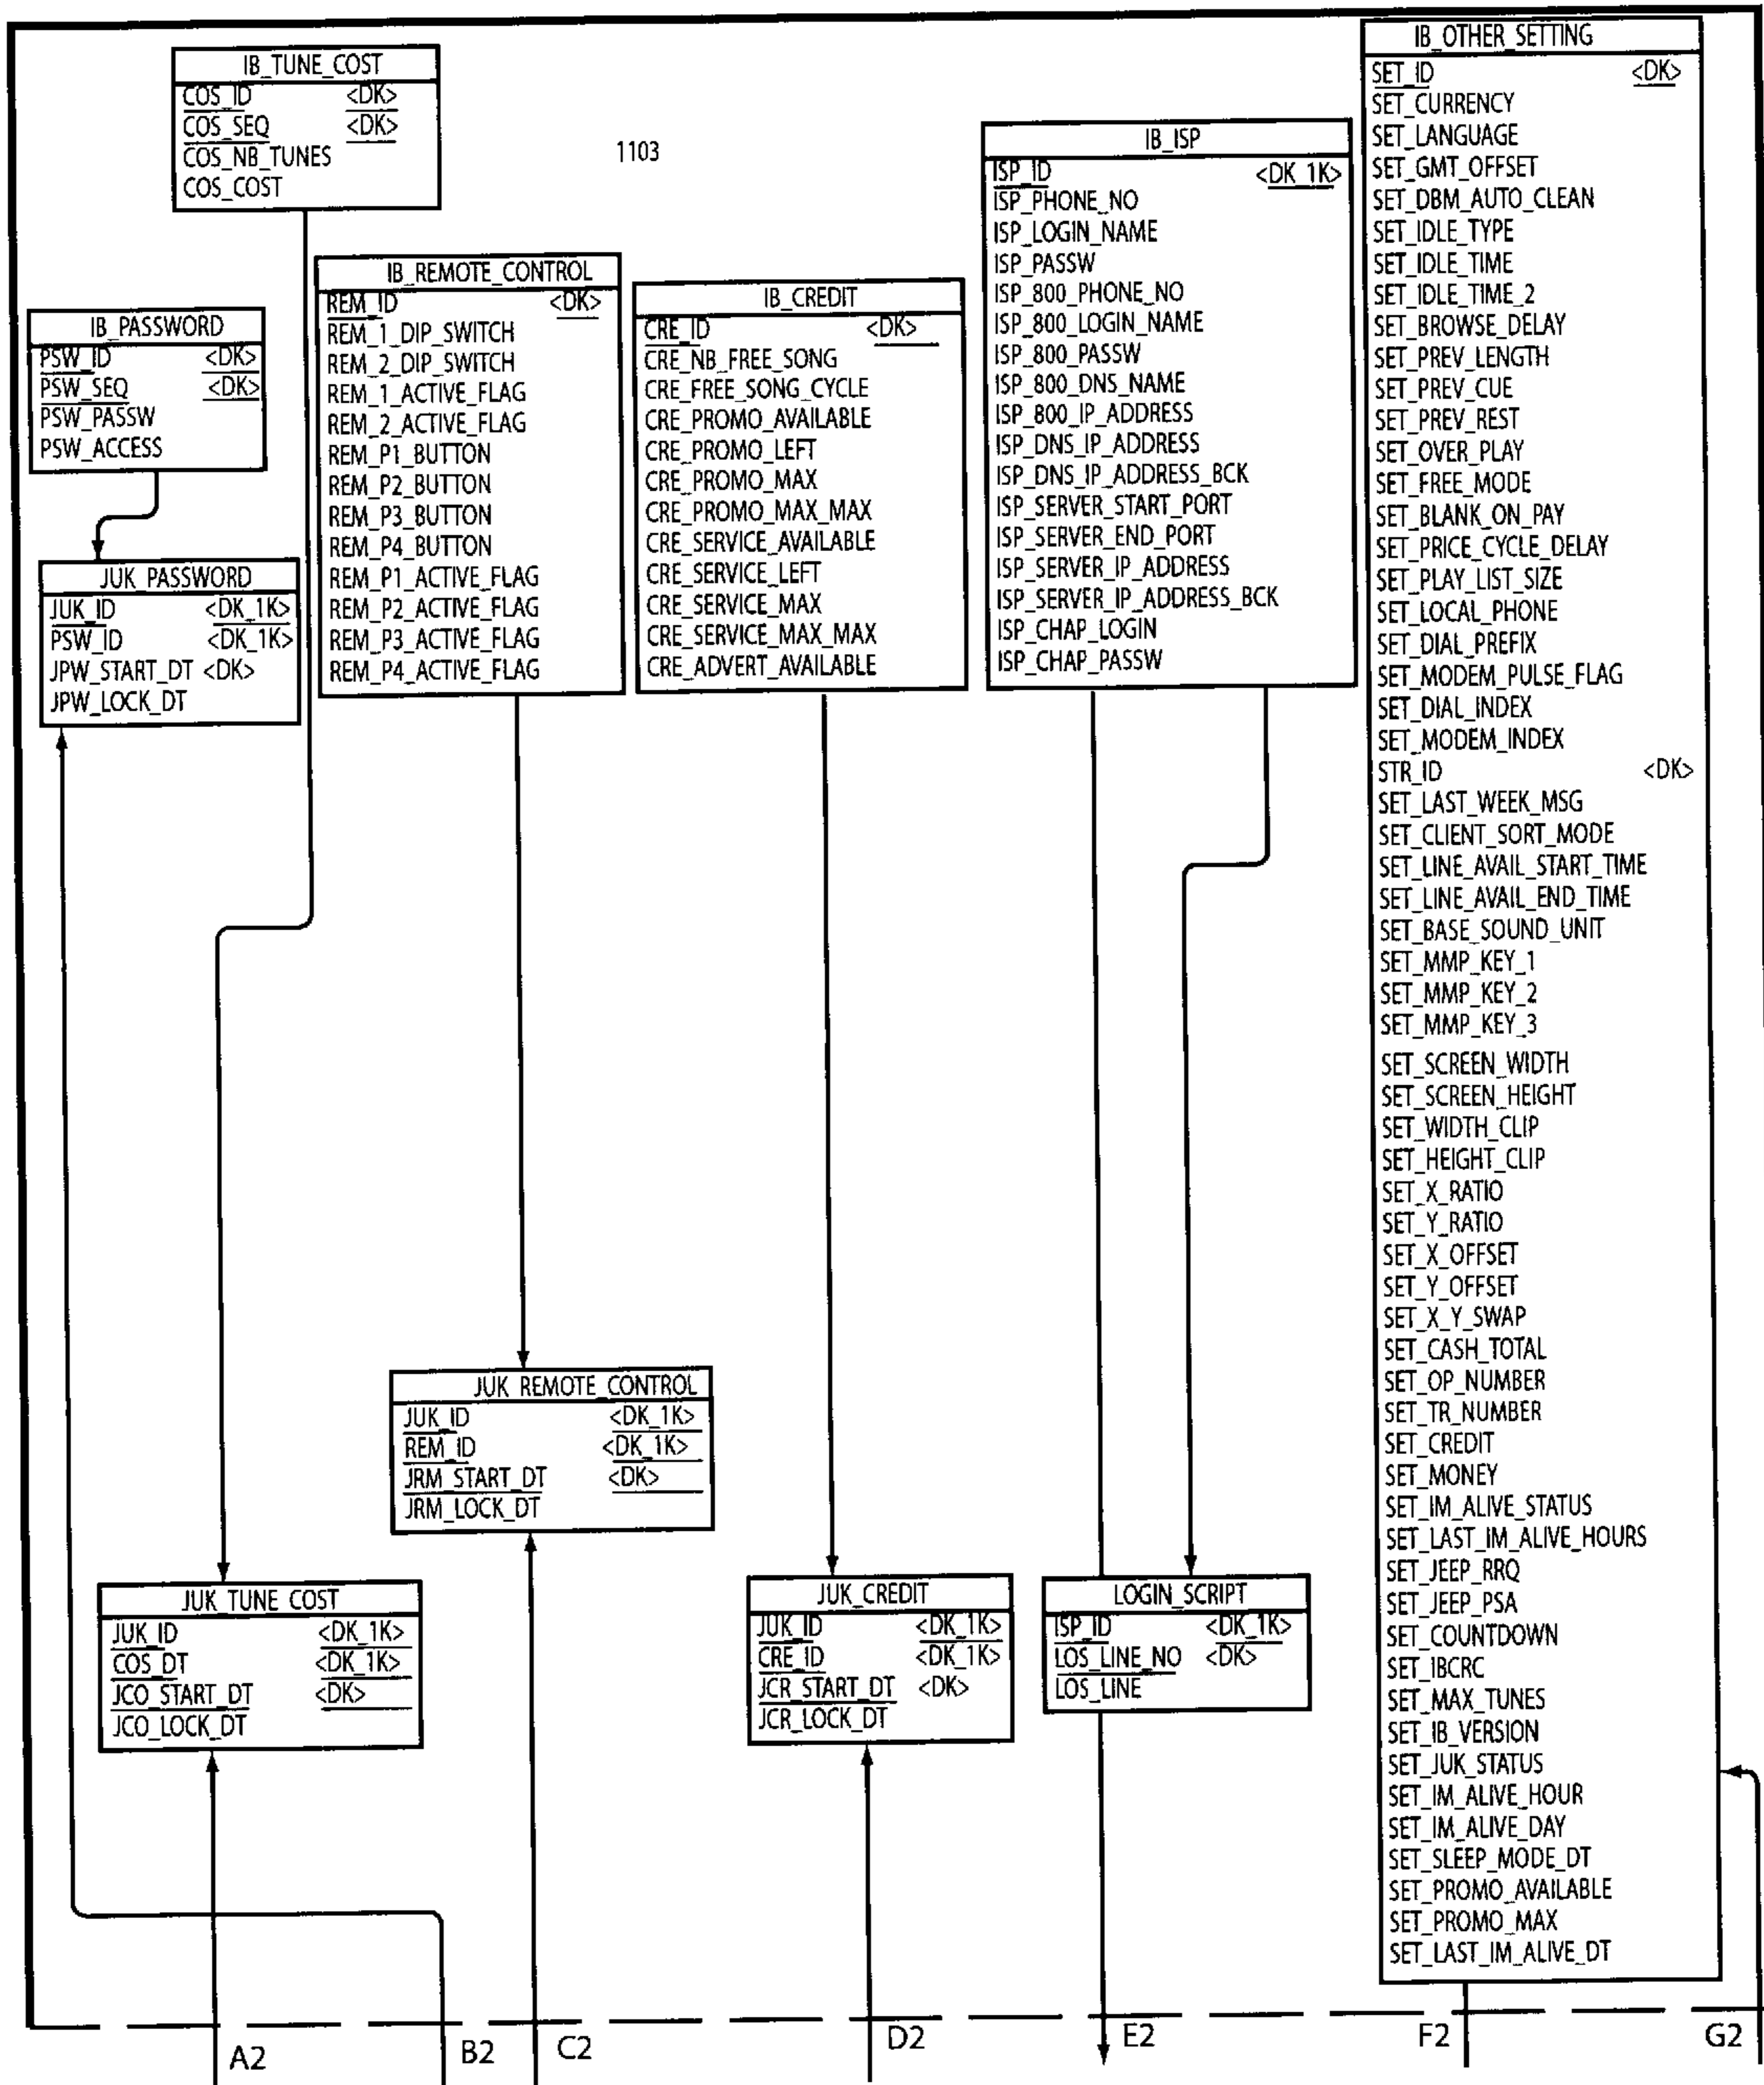 IB_TUNE_COST
COS_ID <DK>
COS_SEQ <DK>
COS_NB_TUNES
COS_COST
1103
IB_PASSWORD
PSW_ID <DK>
PSW_SEQ <DK>
PSW_PASSW
PSW_ACCESS
JUK_PASSWORD
JUK_ID <DK_1K>
PSW_ID <DK_1K>
JPW_START_DT <DK>
JPW_LOCK_DT
IB_REMOTE_CONTROL
REM_ID <DK>
REM_1_DIP_SWITCH
REM_2_DIP_SWITCH
REM_1_ACTIVE_FLAG
REM_2_ACTIVE_FLAG
REM_P1_BUTTON
REM_P2_BUTTON
REM_P3_BUTTON
REM_P4_BUTTON
REM_P1_ACTIVE_FLAG
REM_P2_ACTIVE_FLAG
REM_P3_ACTIVE_FLAG
REM_P4_ACTIVE_FLAG
IB_CREDIT
CRE_ID <DK>
CRE_NB_FREE_SONG
CRE_FREE_SONG_CYCLE
CRE_PROMO_AVAILABLE
CRE_PROMO_LEFT
CRE_PROMO_MAX
CRE_PROMO_MAX_MAX
CRE_SERVICE_AVAILABLE
CRE_SERVICE_LEFT
CRE_SERVICE_MAX
CRE_SERVICE_MAX_MAX
CRE_ADVERT_AVAILABLE
IB_ISP
ISP_ID <DK_1K>
ISP_PHONE_NO
ISP_LOGIN_NAME
ISP_PASSW
ISP_800_PHONE_NO
ISP_800_LOGIN_NAME
ISP_800_PASSW
ISP_800_DNS_NAME
ISP_800_IP_ADDRESS
ISP_DNS_IP_ADDRESS
ISP_DNS_IP_ADDRESS_BCK
ISP_SERVER_START_PORT
ISP_SERVER_END_PORT
ISP_SERVER_IP_ADDRESS
ISP_SERVER_IP_ADDRESS_BCK
ISP_CHAP_LOGIN
ISP_CHAP_PASSW
IB_OTHER_SETTING
SET_ID <DK>
SET_CURRENCY
SET_LANGUAGE
SET_GMT_OFFSET
SET_DBM_AUTO_CLEAN
SET_IDLE_TYPE
SET_IDLE_TIME
SET_IDLE_TIME_2
SET_BROWSE_DELAY
SET_PREV_LENGTH
SET_PREV_CUE
SET_PREV_REST
SET_OVER_PLAY
SET_FREE_MODE
SET_BLANK_ON_PAY
SET_PRICE_CYCLE_DELAY
SET_PLAY_LIST_SIZE
SET_LOCAL_PHONE
SET_DIAL_PREFIX
SET_MODEM_PULSE_FLAG
SET_DIAL_INDEX
SET_MODEM_INDEX
STR_ID <DK>
SET_LAST_WEEK_MSG
SET_CLIENT_SORT_MODE
SET_LINE_AVAIL_START_TIME
SET_LINE_AVAIL_END_TIME
SET_BASE_SOUND_UNIT
SET_MMP_KEY_1
SET_MMP_KEY_2
SET_MMP_KEY_3
SET_SCREEN_WIDTH
SET_SCREEN_HEIGHT
SET_WIDTH_CLIP
SET_HEIGHT_CLIP
SET_X_RATIO
SET_Y_RATIO
SET_X_OFFSET
SET_Y_OFFSET
SET_X_Y_SWAP
SET_CASH_TOTAL
SET_OP_NUMBER
SET_TR_NUMBER
SET_CREDIT
SET_MONEY
SET_IM_ALIVE_STATUS
SET_LAST_IM_ALIVE_HOURS
SET_JEEP_RRQ
SET_JEEP_PSA
SET_COUNTDOWN
SET_IBCRC
SET_MAX_TUNES
SET_IB_VERSION
SET_JUK_STATUS
SET_IM_ALIVE_HOUR
SET_IM_ALIVE_DAY
SET_SLEEP_MODE_DT
SET_PROMO_AVAILABLE
SET_PROMO_MAX
SET_LAST_IM_ALIVE_DT
JUK_REMOTE_CONTROL
JUK_ID <DK_1K>
REM_ID <DK_1K>
JRM_START_DT <DK>
JRM_LOCK_DT
JUK_TUNE_COST
JUK_ID <DK_1K>
COS_DT <DK_1K>
JCO_START_DT <DK>
JCO_LOCK_DT
JUK_CREDIT
JUK_ID <DK_1K>
CRE_ID <DK_1K>
JCR_START_DT <DK>
JCR_LOCK_DT
LOGIN_SCRIPT
ISP_ID <DK_1K>
LOS_LINE_NO <DK>
LOS_LINE
A2 B2 C2 D2 E2 F2 G2